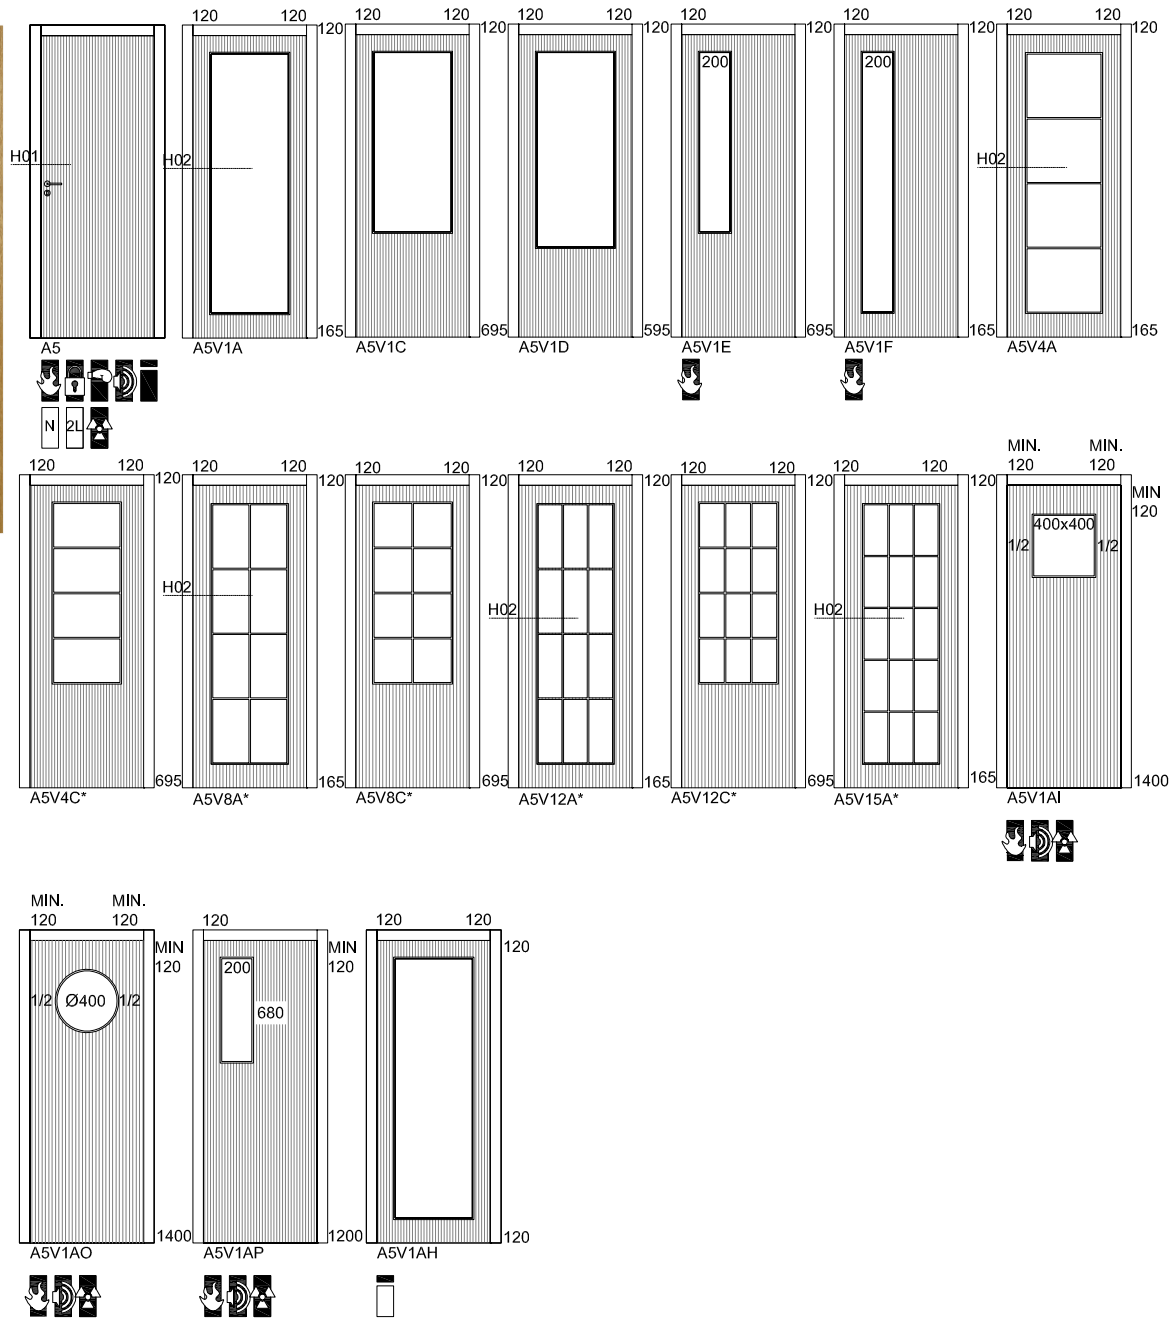 120 120 120 120 120 120 120 120 120 120 120 120
120 120 120 120 120 120
200 200
H01 H02 H02
165 695 595 695 165 165
A5 A5V1A A5V1C A5V1D A5V1E A5V1F A5V4A
N 2L
MIN. MIN.
120 120 120 120 120 120 120 120 120 120 120 120 120 120
120 120 120 120 120 120 MIN
120
400x400
1/2 1/2
H02 H02 H02
695 165 695 165 695 165 1400
A5V4C* A5V8A* A5V8C* A5V12A* A5V12C* A5V15A* A5V1AI
MIN. MIN.
120 120 120 120 120
MIN MIN 120
120 120
200
1/2 Ø400 1/2 680
1400 1200 120
A5V1AO A5V1AP A5V1AH